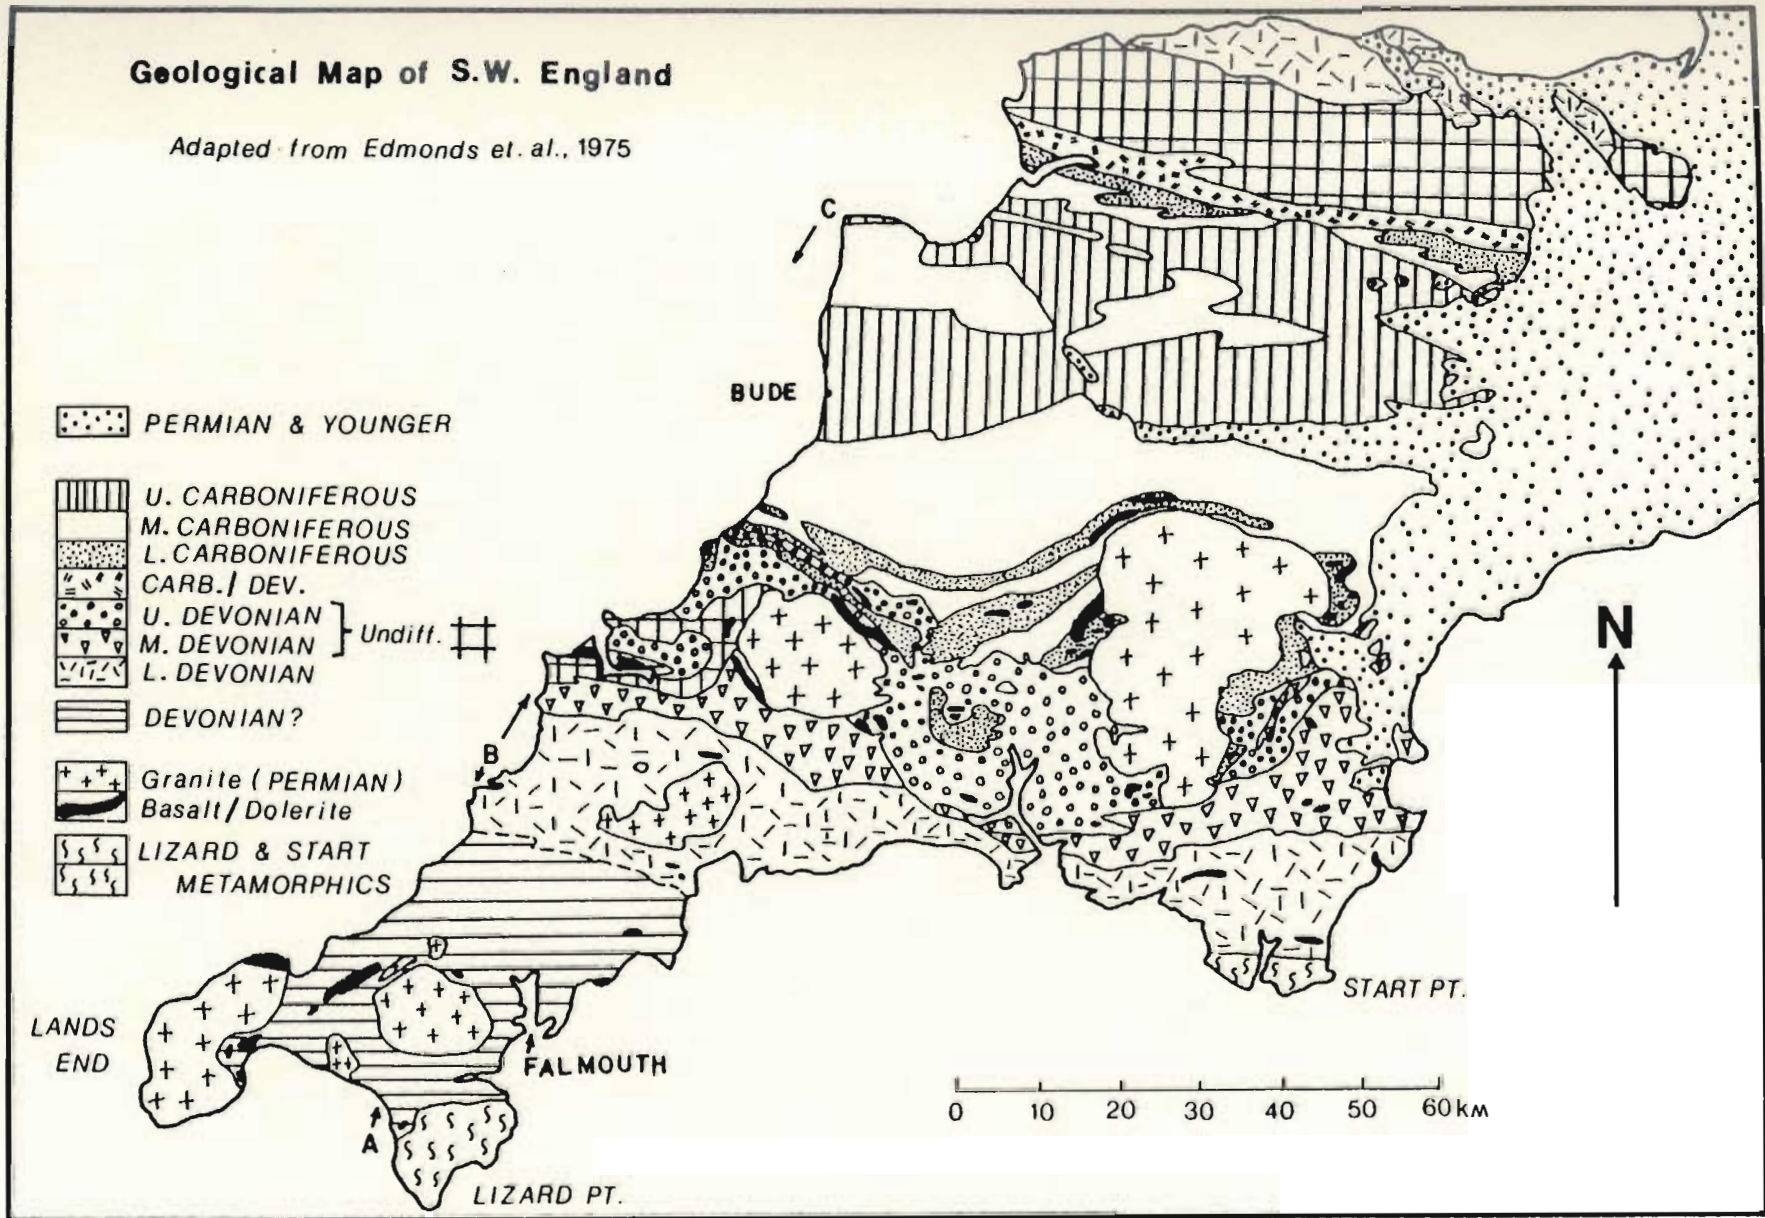 Geological Map of S.W. England
Adapted from Edmonds et. al., 1975
C
BUDE
PERMIAN & YOUNGER
U. CARBONIFEROUS
M. CARBONIFEROUS
L. CARBONIFEROUS
CARB./ DEV.
U. DEVONIAN
M. DEVONIAN
Undiff.
L. DEVONIAN
DEVONIAN?
Granite (PERMIAN)
Basalt/Dolerite
LIZARD & START
METAMORPHICS
B
N
LANDS
END
START PT.
FALMOUTH
A
LIZARD PT.
0 10 20 30 40 50 60 KM